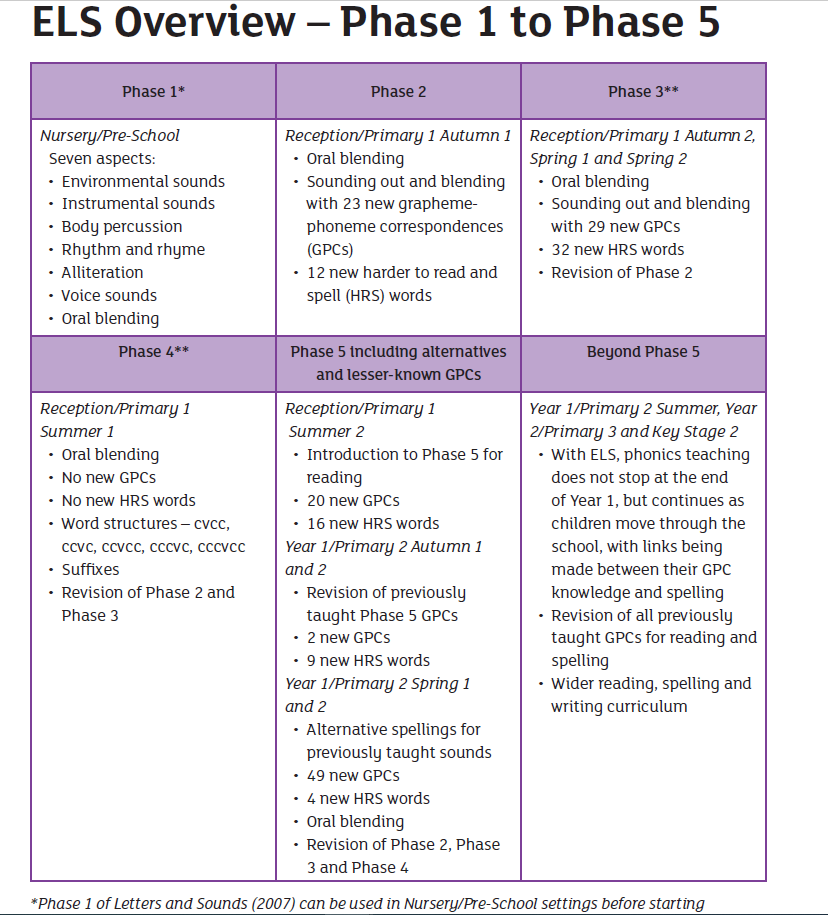 ELS Overview – Phase 1 to Phase 5
Phase 1*
Nursery/Pre-School
Seven aspects:
• Environmental sounds
• Instrumental sounds
• Body percussion
• Rhythm and rhyme
• Alliteration
• Voice sounds
• Oral blending
Phase 2
Reception/Primary 1 Autumn 1
• Oral blending
• Sounding out and blending
with 23 new grapheme-
phoneme correspondences
(GPCs)
• 12 new harder to read and
spell (HRS) words
Phase 3**
Reception/Primary 1 Autumn 2,
Spring 1 and Spring 2
• Oral blending
• Sounding out and blending
with 29 new GPCs
• 32 new HRS words
• Revision of Phase 2
Phase 4**
Reception/Primary 1
Summer 1
• Oral blending
• No new GPCs
• No new HRS words
• Word structures – cvcc,
ccvc, ccvcc, cccvc, cccvcc
• Suffixes
• Revision of Phase 2 and
Phase 3
Phase 5 including alternatives
and lesser-known GPCs
Reception/Primary 1
Summer 2
• Introduction to Phase 5 for
reading
• 20 new GPCs
• 16 new HRS words
Year 1/Primary 2 Autumn 1
and 2
• Revision of previously
taught Phase 5 GPCs
• 2 new GPCs
• 9 new HRS words
Year 1/Primary 2 Spring 1
and 2
• Alternative spellings for
previously taught sounds
• 49 new GPCs
• 4 new HRS words
• Oral blending
• Revision of Phase 2, Phase
3 and Phase 4
Beyond Phase 5
Year 1/Primary 2 Summer, Year
2/Primary 3 and Key Stage 2
• With ELS, phonics teaching
does not stop at the end
of Year 1, but continues as
children move through the
school, with links being
made between their GPC
knowledge and spelling
• Revision of all previously
taught GPCs for reading and
spelling
• Wider reading, spelling and
writing curriculum
*Phase 1 of Letters and Sounds (2007) can be used in Nursery/Pre-School settings before starting